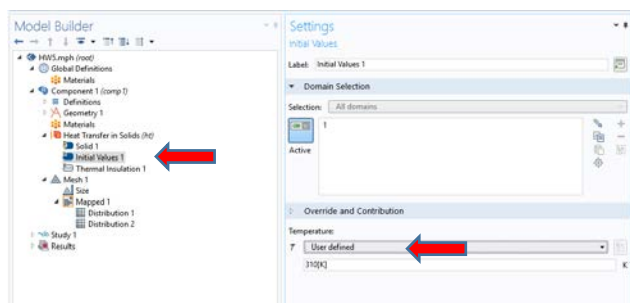 Model Builder
HW5.mph (root)
Global Definitions
Materials
Component 1 (comp1)
Definitions
Geometry 1
Materials
Heat Transfer in Solids (ht)
Solid 1
Initial Values 1
Thermal Insulation 1
Mesh 1
Size
Mapped 1
Distribution 1
Distribution 2
Study 1
Results
Settings
Initial Values
Label: Initial Values 1
Domain Selection
Selection: All domains
1
Active
Override and Contribution
Temperature:
T User defined
310[K] K